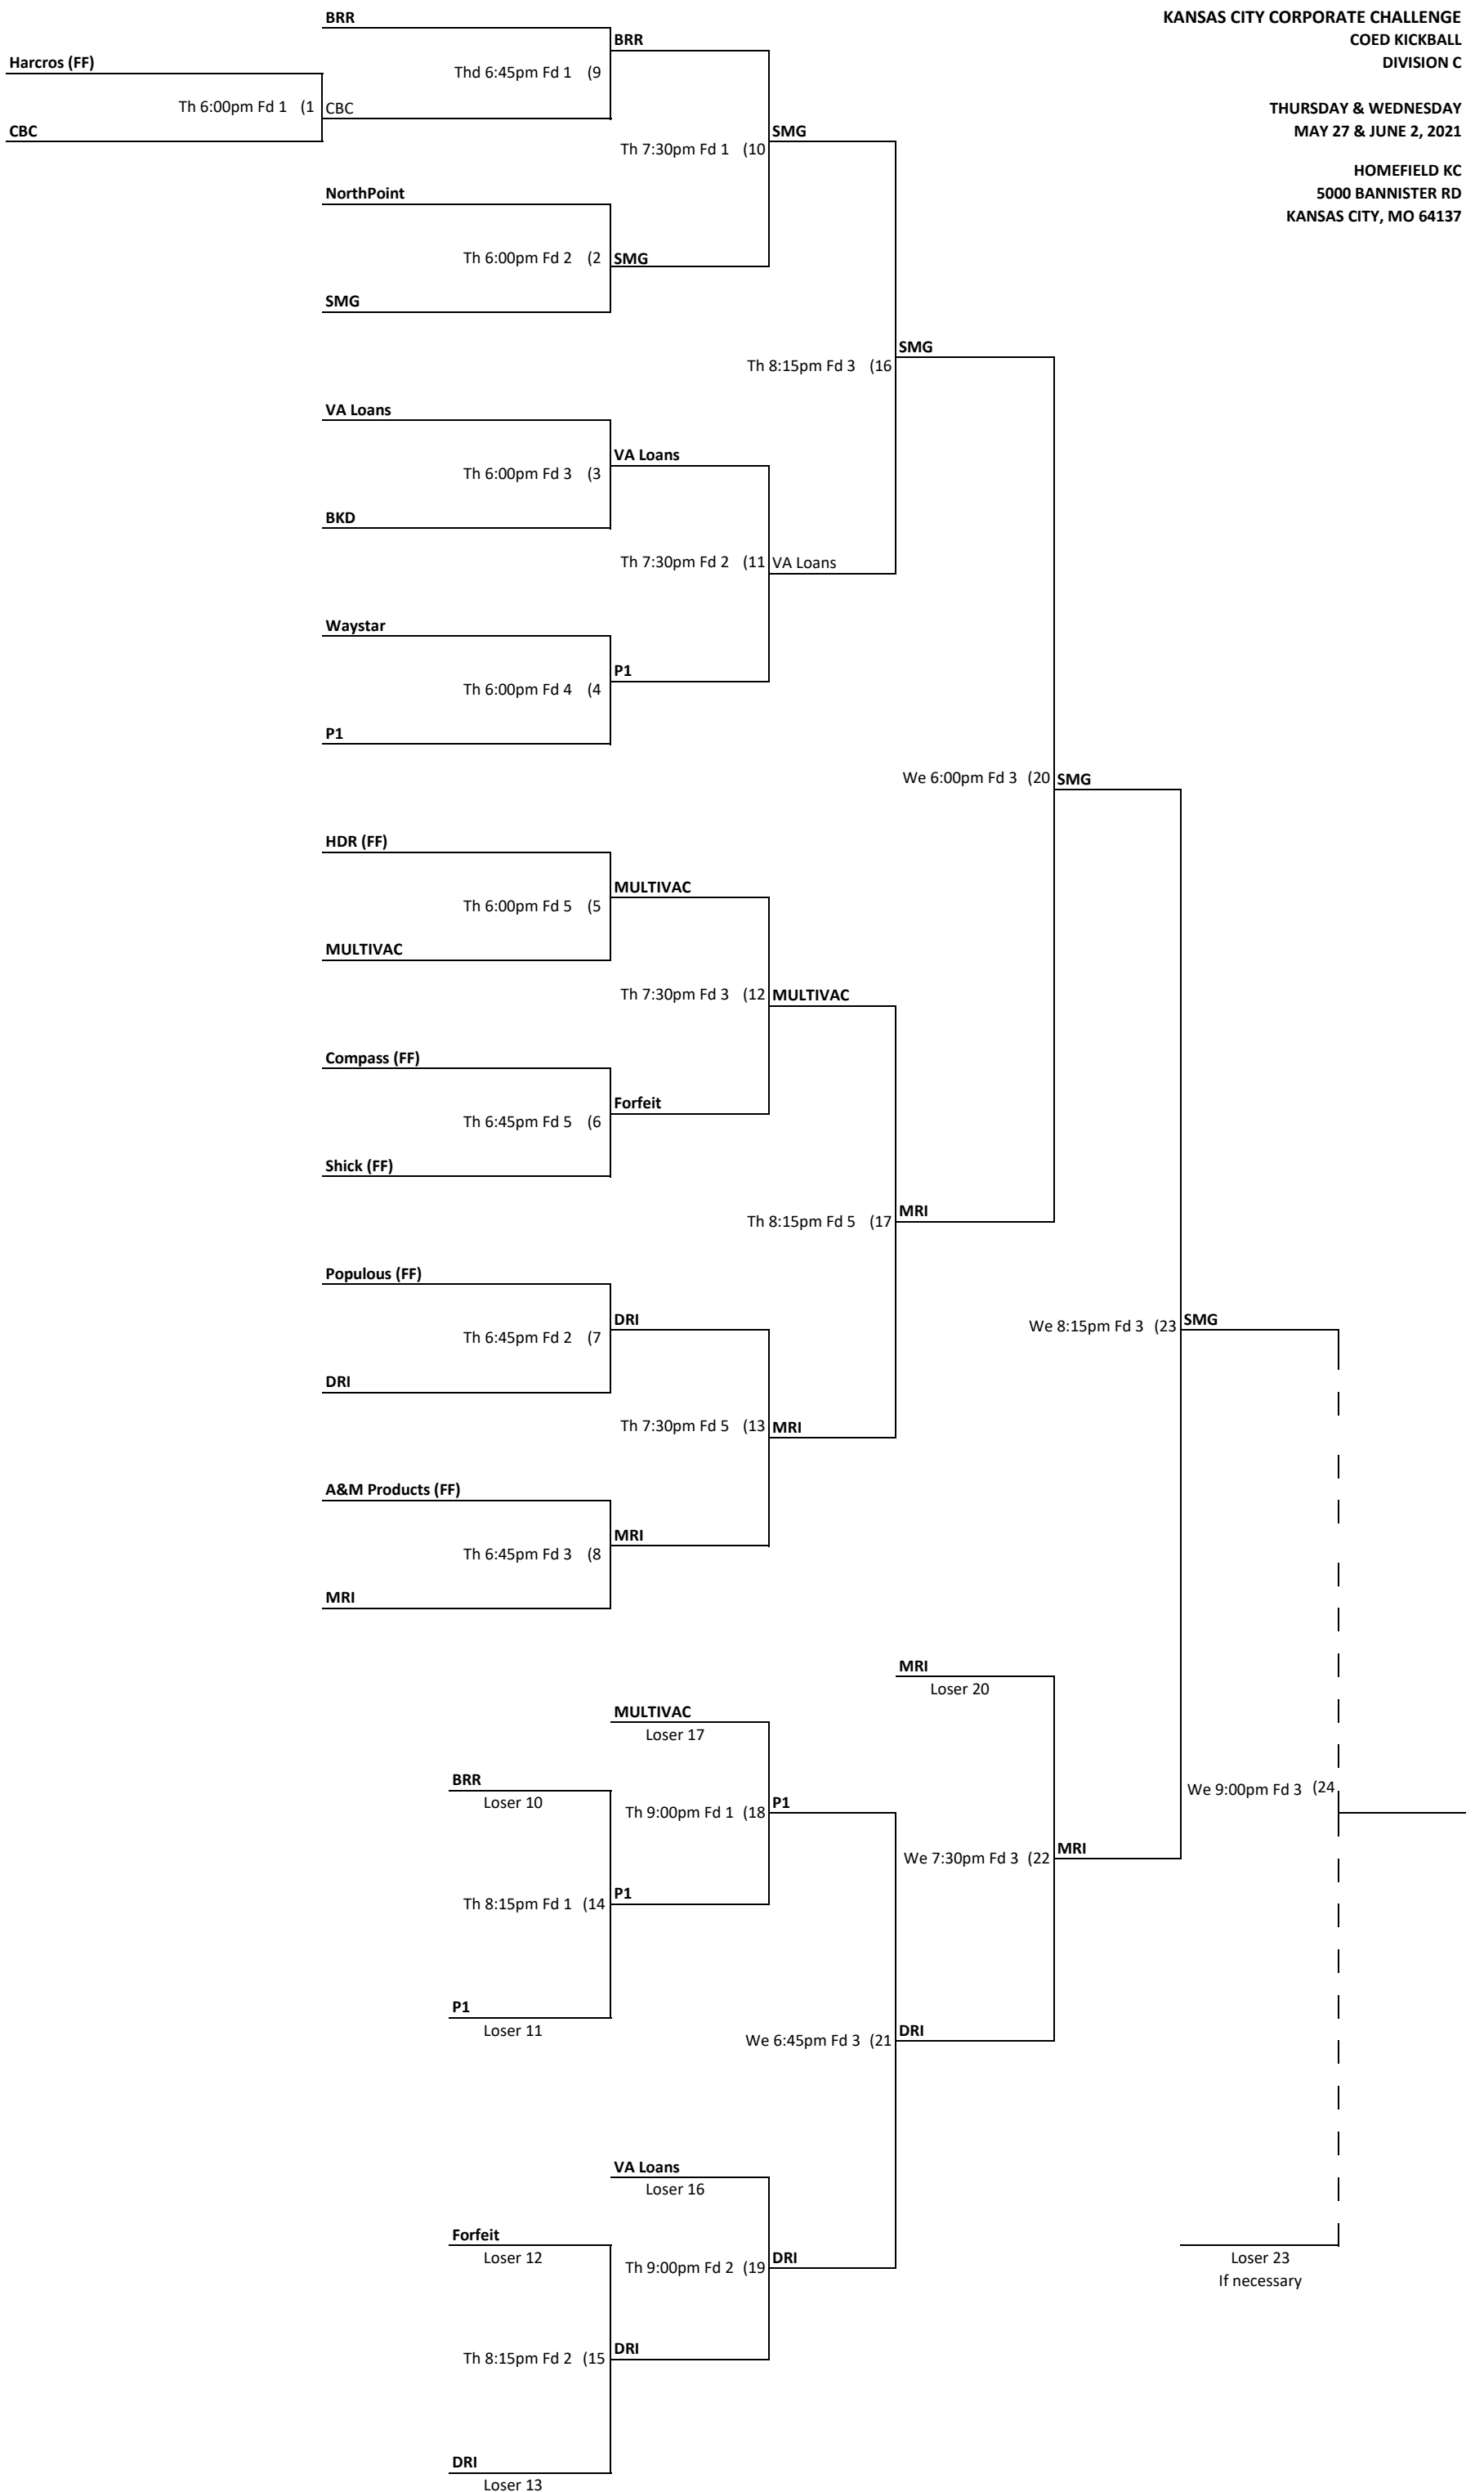 BRR
KANSAS CITY CORPORATE CHALLENGE
COED KICKBALL
DIVISION C
THURSDAY & WEDNESDAY
MAY 27 & JUNE 2, 2021
HOMEFIELD KC
5000 BANNISTER RD
KANSAS CITY, MO 64137
BRR
Harcros (FF)
Thd 6:45pm Fd 1 (9
Th 6:00pm Fd 1 (1
CBC
CBC
SMG
Th 7:30pm Fd 1 (10
NorthPoint
Th 6:00pm Fd 2 (2
SMG
SMG
SMG
Th 8:15pm Fd 3 (16
VA Loans
VA Loans
Th 6:00pm Fd 3 (3
BKD
Th 7:30pm Fd 2 (11
VA Loans
Waystar
P1
Th 6:00pm Fd 4 (4
P1
We 6:00pm Fd 3 (20
SMG
HDR (FF)
MULTIVAC
Th 6:00pm Fd 5 (5
MULTIVAC
Th 7:30pm Fd 3 (12
MULTIVAC
Compass (FF)
Forfeit
Th 6:45pm Fd 5 (6
Shick (FF)
MRI
Th 8:15pm Fd 5 (17
Populous (FF)
DRI
SMG
We 8:15pm Fd 3 (23
Th 6:45pm Fd 2 (7
DRI
Th 7:30pm Fd 5 (13
MRI
A&M Products (FF)
MRI
Th 6:45pm Fd 3 (8
MRI
MRI
Loser 20
MULTIVAC
Loser 17
BRR
Loser 10
We 9:00pm Fd 3 (24
P1
Th 9:00pm Fd 1 (18
MRI
We 7:30pm Fd 3 (22
P1
Th 8:15pm Fd 1 (14
P1
Loser 11
DRI
We 6:45pm Fd 3 (21
VA Loans
Loser 16
Forfeit
Loser 12
DRI
Th 9:00pm Fd 2 (19
Loser 23
If necessary
DRI
Th 8:15pm Fd 2 (15
DRI
Loser 13